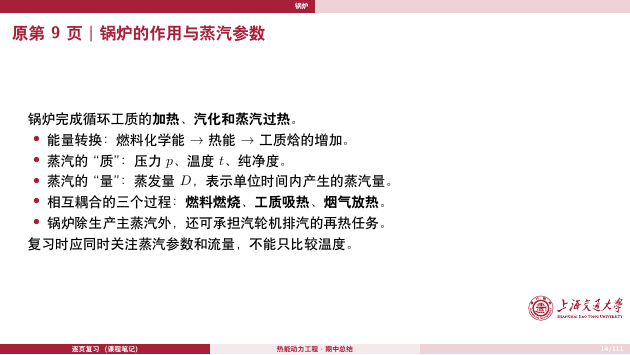 锅炉
原第 9 页 | 锅炉的作用与蒸汽参数
锅炉完成循环工质的加热、汽化和蒸汽过热。
• 能量转换：燃料化学能 → 热能 → 工质焓的增加。
• 蒸汽的 “质”：压力 p、温度 t、纯净度。
• 蒸汽的 “量”：蒸发量 D，表示单位时间内产生的蒸汽量。
• 相互耦合的三个过程：燃料燃烧、工质吸热、烟气放热。
• 锅炉除生产主蒸汽外，还可承担汽轮机排汽的再热任务。
复习时应同时关注蒸汽参数和流量，不能只比较温度。
上海交通大学
SHANGHAI JIAO TONG UNIVERSITY
逐页复习（课程笔记）
热能动力工程 · 期中总结